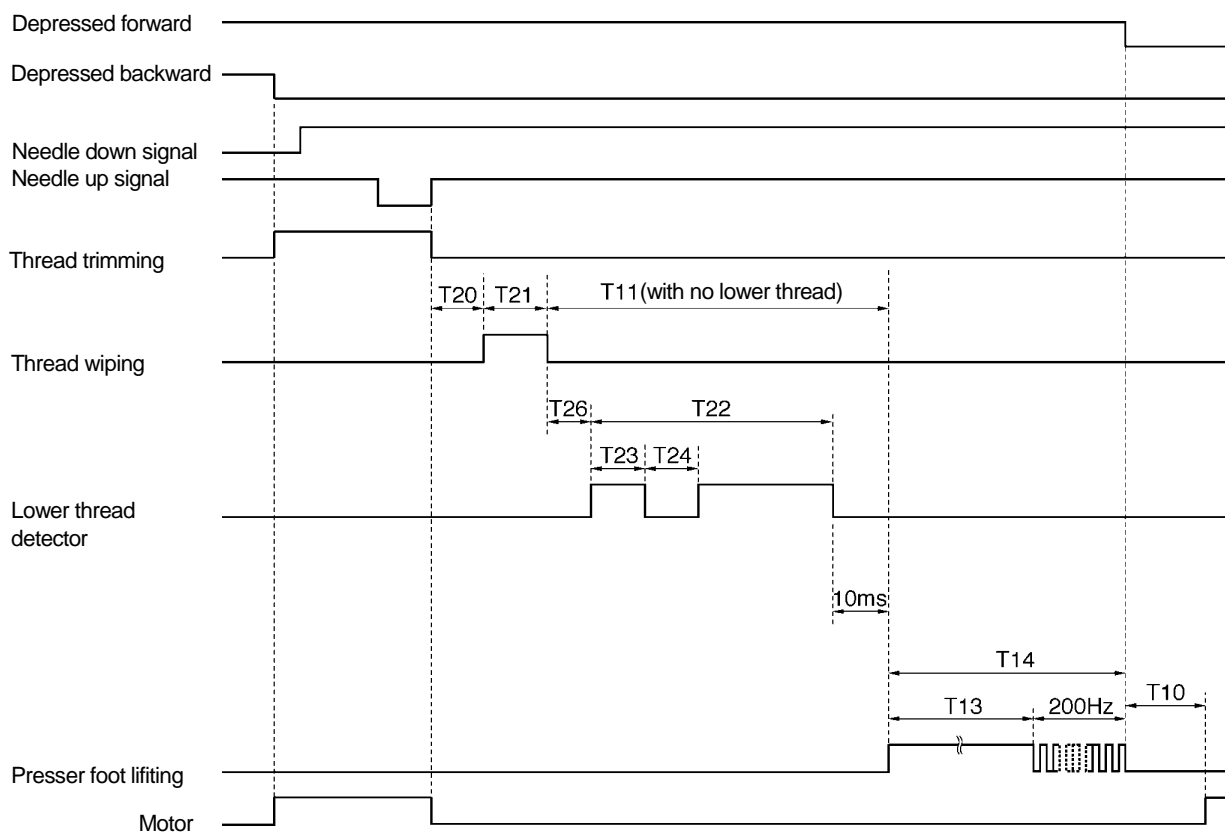 Depressed forward
Depressed backward
Needle down signal
Needle up signal
Thread trimming
T20 T21 T11(with no lower thread)
Thread wiping
T26 T22
T23 T24
Lower thread
detector
10ms
T14
T13 200Hz T10
Presser foot lifiting
Motor